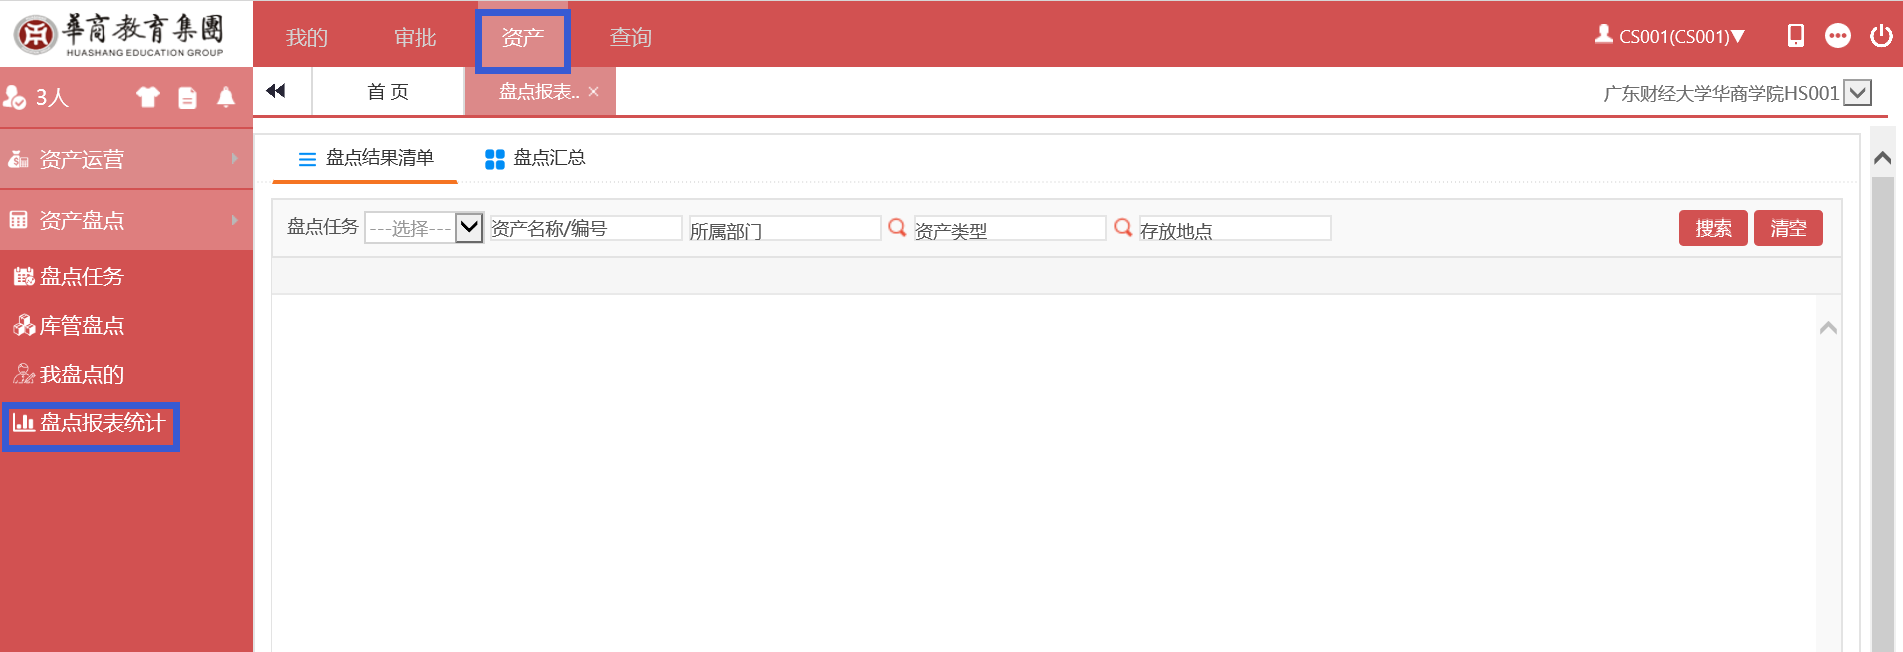 華商教育集團
HUASHANG EDUCATION GROUP
我的 审批 资产 查询
CS001(CS001)▼
3人
首 页
盘点报表.. ×
广东财经大学华商学院HS001
资产运营
资产盘点
盘点任务
库管盘点
我盘点的
盘点报表统计
盘点结果清单 盘点汇总
盘点任务 ---选择--- 资产名称/编号 所属部门 资产类型 存放地点 搜索 清空